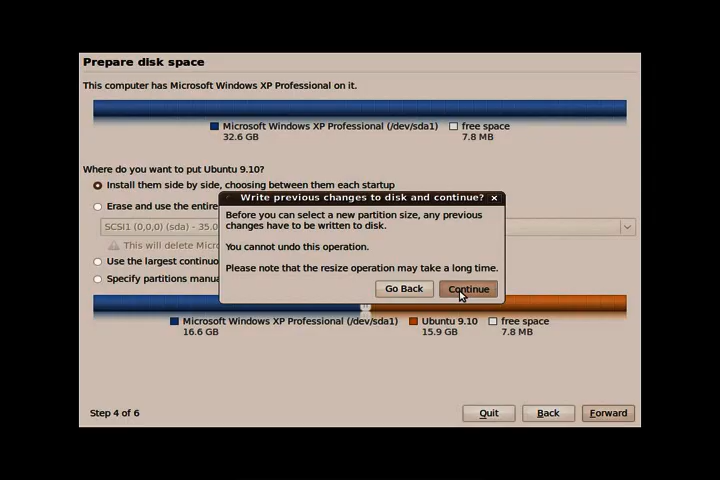 Prepare disk space
This computer has Microsoft Windows XP Professional on it.
Microsoft Windows XP Professional (/dev/sda1) free space
32.6 GB 7.8 MB
Where do you want to put Ubuntu 9.10?
Install them side by side, choosing between them each startup
Erase and use the entire
SCSI1 (0,0,0) (sda) - 35.0
This will delete Micro
Use the largest continuo
Specify partitions manua
Write previous changes to disk and continue?
Before you can select a new partition size, any previous
changes have to be written to disk.
You cannot undo this operation.
Please note that the resize operation may take a long time.
Go Back Continue
Microsoft Windows XP Professional (/dev/sda1) Ubuntu 9.10 free space
16.6 GB 15.9 GB 7.8 MB
Step 4 of 6 Quit Back Forward